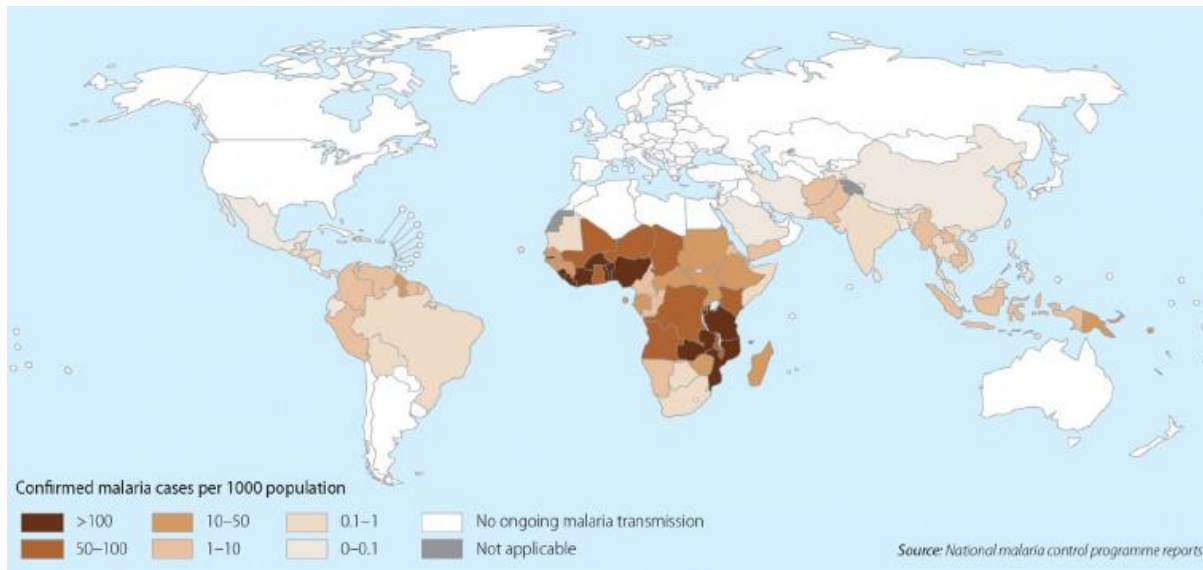 Confirmed malaria cases per 1000 population
>100
10–50
0.1–1
No ongoing malaria transmission
50–100
1–10
0–0.1
Not applicable
Source: National malaria control programme reports